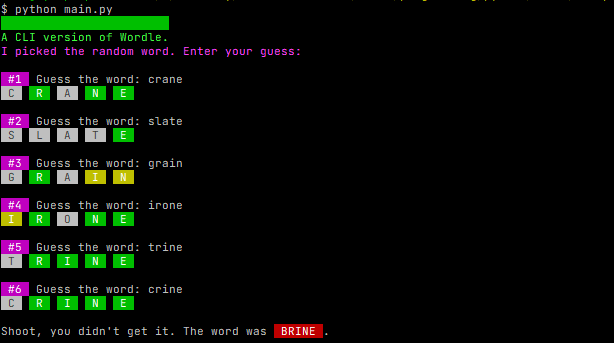 $ python main.py
A CLI version of Wordle.
I picked the random word. Enter your guess:
#1 Guess the word: crane
C R A N E
#2 Guess the word: slate
S L A T E
#3 Guess the word: grain
G R A I N
#4 Guess the word: irone
I R O N E
#5 Guess the word: trine
T R I N E
#6 Guess the word: crine
C R I N E
Shoot, you didn't get it. The word was BRINE.